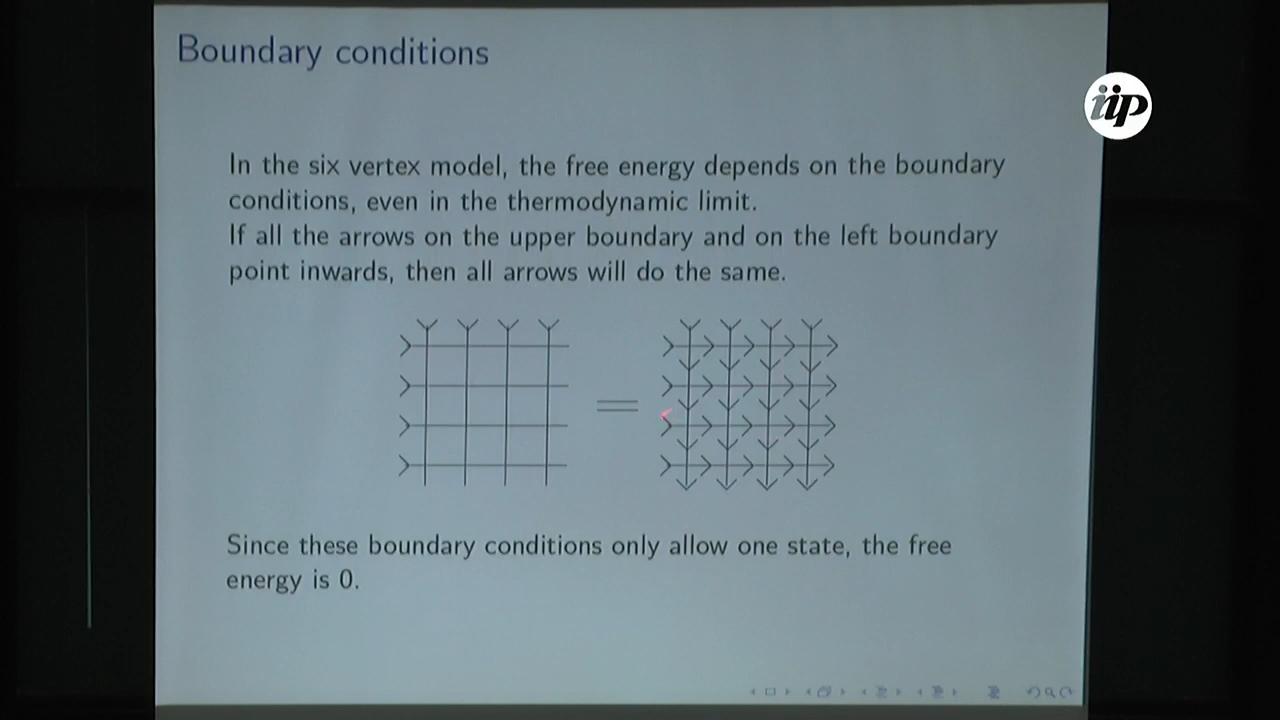 Boundary conditions
iip
In the six vertex model, the free energy depends on the boundary
conditions, even in the thermodynamic limit.
If all the arrows on the upper boundary and on the left boundary
point inwards, then all arrows will do the same.
=
Since these boundary conditions only allow one state, the free
energy is 0.